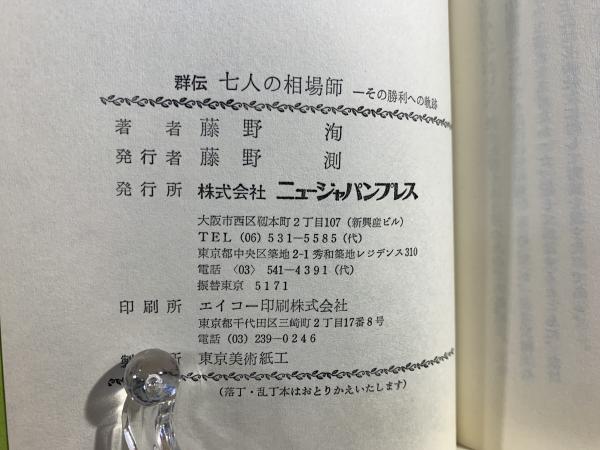 群伝 七人の相場師 ―その勝利への軌跡
著者 藤野 洵
発行者 藤野 測
発行所 株式会社 ニュージャパンプレス
大阪市西区靱本町2丁目107(新興産ビル)
TEL(06)531―5585(代)
東京都中央区築地2-1秀和築地レジデンス310
電話〈03〉541―4391(代)
振替東京 5171
印刷所 エイコー印刷株式会社
東京都千代田区三崎町2丁目17番8号
電話(03)239―0246
製 所 東京美術紙工
(落丁・乱丁本はおとりかえいたします)